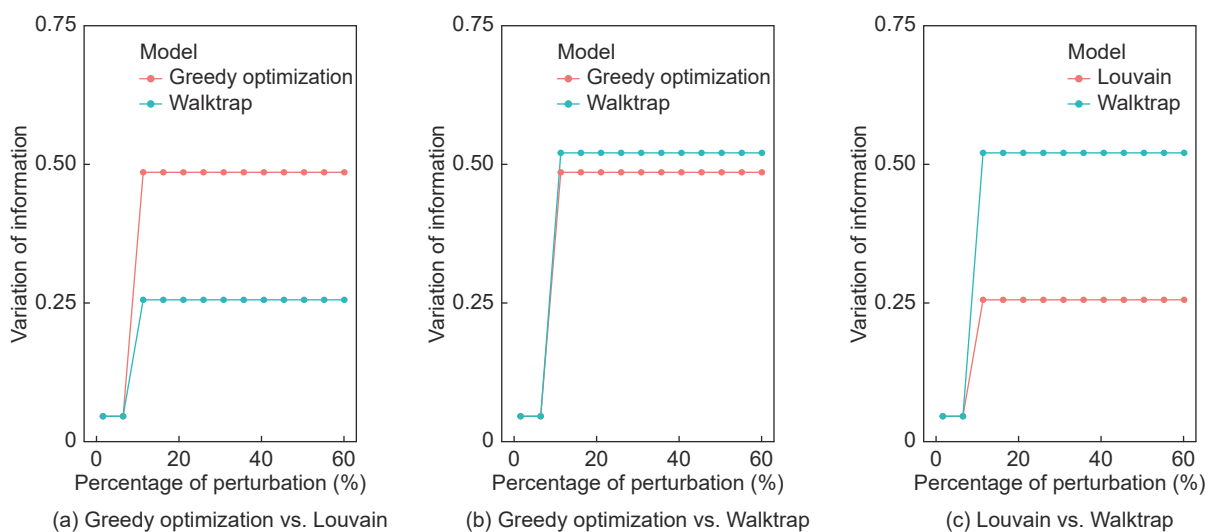 0.75
0.50
0.25
0
Variation of information
Model
Greedy optimization
Walktrap
0 20 40 60
Percentage of perturbation (%)
(a) Greedy optimization vs. Louvain
0.75
0.50
0.25
0
Variation of information
Model
Greedy optimization
Walktrap
0 20 40 60
Percentage of perturbation (%)
(b) Greedy optimization vs. Walktrap
0.75
0.50
0.25
0
Variation of information
Model
Louvain
Walktrap
0 20 40 60
Percentage of perturbation (%)
(c) Louvain vs. Walktrap